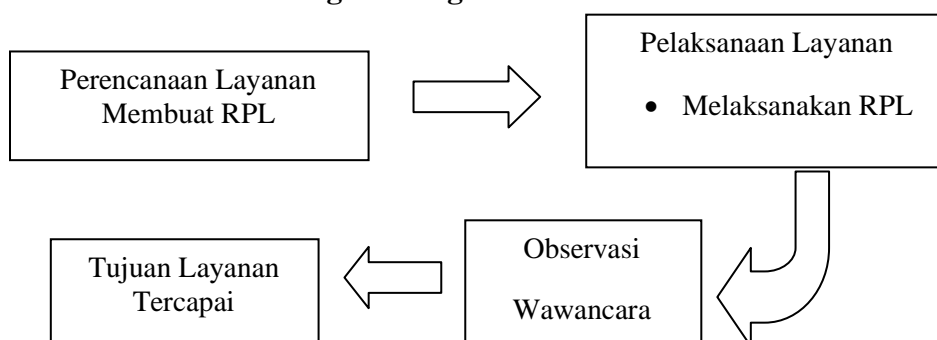 Perencanaan Layanan
Membuat RPL
Pelaksanaan Layanan
• Melaksanakan RPL
Observasi
Wawancara
Tujuan Layanan
Tercapai